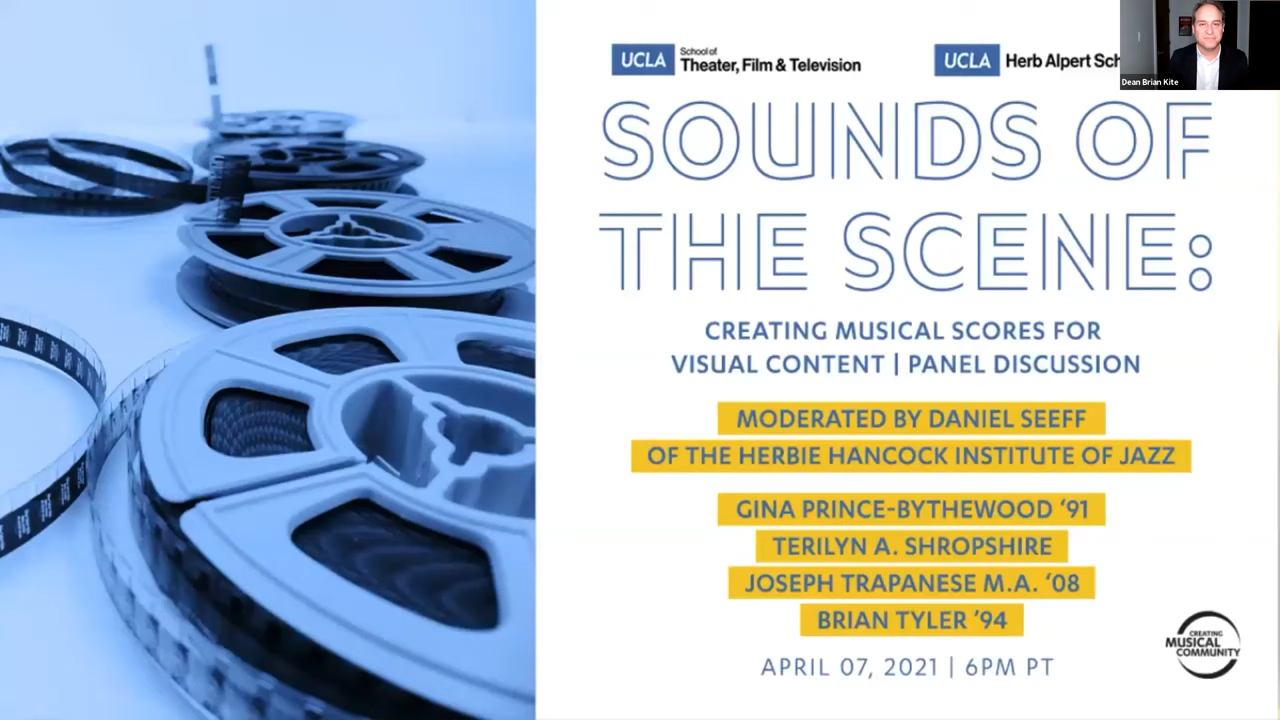 UCLA School of Theater, Film & Television
UCLA Herb Alpert Sch
Dean Brian Kite
SOUNDS OF
THE SCENE:
CREATING MUSICAL SCORES FOR
VISUAL CONTENT | PANEL DISCUSSION
MODERATED BY DANIEL SEEFF
OF THE HERBIE HANCOCK INSTITUTE OF JAZZ
GINA PRINCE-BYTHEWOOD ‘91
TERILYN A. SHROPSHIRE
JOSEPH TRAPANESE M.A. ‘08
BRIAN TYLER ’94
APRIL 07, 2021 | 6PM PT
CREATING
MUSICAL
COMMUNITY